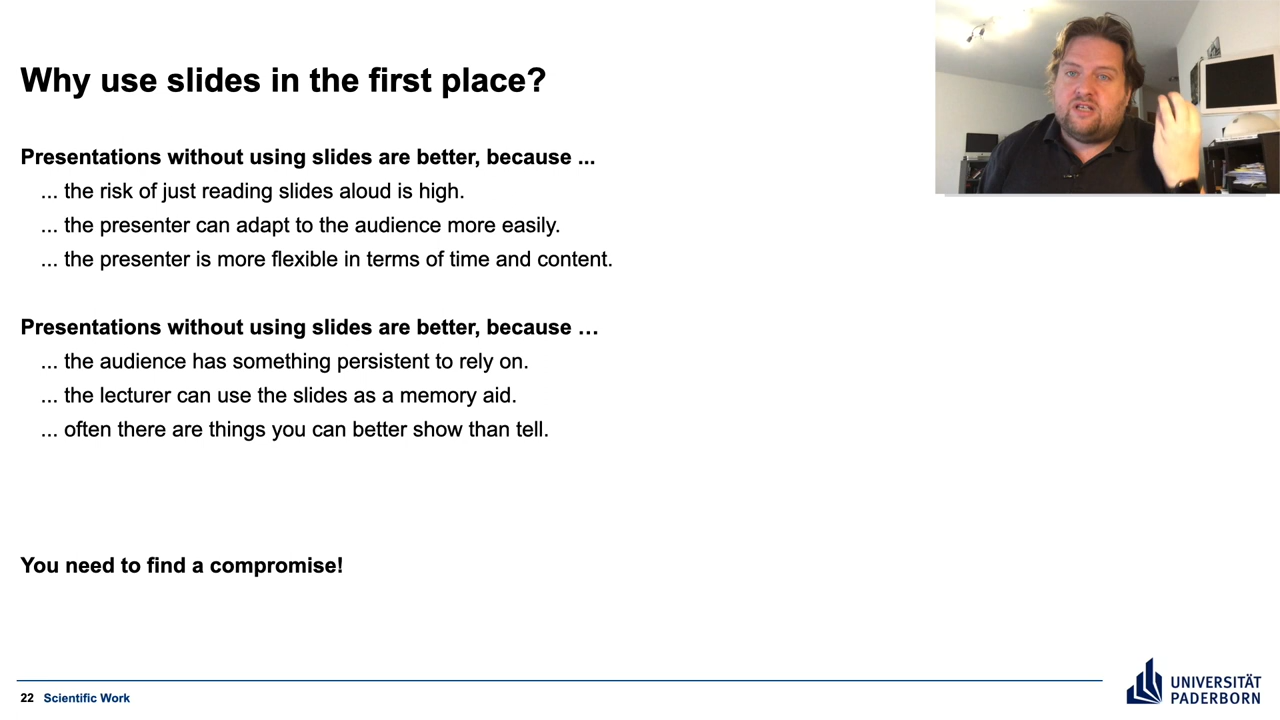 Why use slides in the first place?
Presentations without using slides are better, because ...
... the risk of just reading slides aloud is high.
... the presenter can adapt to the audience more easily.
... the presenter is more flexible in terms of time and content.
Presentations without using slides are better, because …
... the audience has something persistent to rely on.
... the lecturer can use the slides as a memory aid.
... often there are things you can better show than tell.
You need to find a compromise!
22 Scientific Work
UNIVERSITÄT
PADERBORN